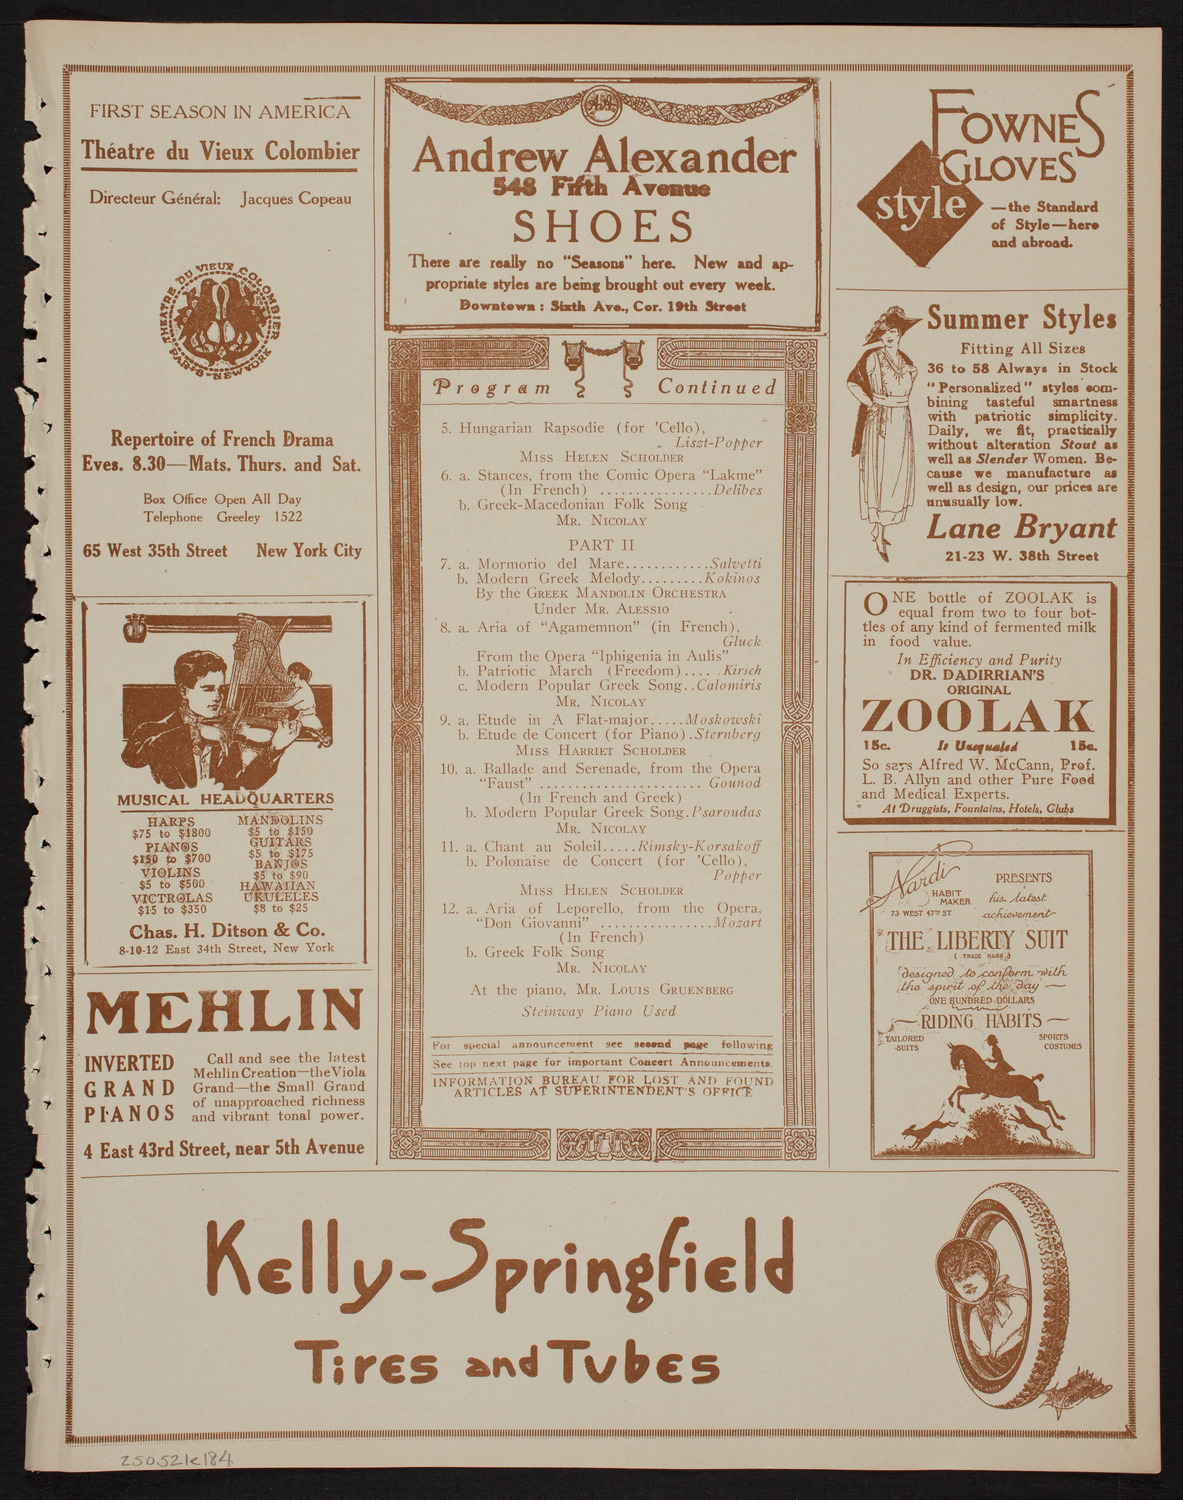 FIRST SEASON IN AMERICA
Théatre du Vieux Colombier
Directeur Général: Jacques Copeau
THEATRE DU VIEUX COLOMBIER
PARIS-NEW YORK
Repertoire of French Drama
Eves. 8.30—Mats. Thurs. and Sat.
Box Office Open All Day
Telephone Greeley 1522
65 West 35th Street New York City
MUSICAL HEADQUARTERS
HARPS
$75 to $1800
PIANOS
$150 to $700
VIOLINS
$5 to $500
VICTROLAS
$15 to $350
MANDOLINS
$5 to $150
GUITARS
$5 to $175
BANJOS
$5 to $90
HAWAIIAN
UKULELES
$8 to $25
Chas. H. Ditson & Co.
8-10-12 East 34th Street, New York
MEHLIN
INVERTED
GRAND
PIANOS
Call and see the latest
Mehlin Creation—the Viola
Grand—the Small Grand
of unapproached richness
and vibrant tonal power.
4 East 43rd Street, near 5th Avenue
A.A.
Andrew Alexander
548 Fifth Avenue
SHOES
There are really no "Seasons" here. New and ap-
propriate styles are being brought out every week.
Downtown: Sixth Ave., Cor. 19th Street
Program Continued
5. Hungarian Rapsodie (for 'Cello),
Liszt-Popper
MISS HELEN SCHOLDER
6. a. Stances, from the Comic Opera "Lakme"
(In French) ................Delibes
b. Greek-Macedonian Folk Song
MR. NICOLAY
PART II
7. a. Mormorio del Mare............Salvetti
b. Modern Greek Melody.........Kokinos
By the GREEK MANDOLIN ORCHESTRA
Under MR. ALESSIO
8. a. Aria of "Agamemnon" (in French),
Gluck
From the Opera "Iphigenia in Aulis"
b. Patriotic March (Freedom).... .Kirsch
c. Modern Popular Greek Song..Calomiris
MR. NICOLAY
9. a. Etude in A Flat-major.....Moskowski
b. Etude de Concert (for Piano).Sternberg
MISS HARRIET SCHOLDER
10. a. Ballade and Serenade, from the Opera
"Faust" ....................... Gounod
(In French and Greek)
b. Modern Popular Greek Song.Psaroudas
MR. NICOLAY
11. a. Chant au Soleil.....Rimsky-Korsakoff
b. Polonaise de Concert (for 'Cello),
Popper
MISS HELEN SCHOLDER
12. a. Aria of Leporello, from the Opera,
"Don Giovanni" ................Mozart
(In French)
b. Greek Folk Song
MR. NICOLAY
At the piano, MR. LOUIS GRUENBERG
Steinway Piano Used
For special announcement see second page following
See top next page for important Concert Announcements.
INFORMATION BUREAU FOR LOST AND FOUND
ARTICLES AT SUPERINTENDENT'S OFFICE
FOWNES
GLOVES
style
—the Standard
of Style—here
and abroad.
Summer Styles
Fitting All Sizes
36 to 58 Always in Stock
"Personalized" styles com-
bining tasteful smartness
with patriotic simplicity.
Daily, we fit, practically
without alteration Stout as
well as Slender Women. Be-
cause we manufacture as
well as design, our prices are
unusually low.
Lane Bryant
21-23 W. 38th Street
ONE bottle of ZOOLAK is
equal from two to four bot-
tles of any kind of fermented milk
in food value.
In Efficiency and Purity
DR. DADIRRIAN'S
ORIGINAL
ZOOLAK
15c. Is Unequaled 15c.
So says Alfred W. McCann, Prof.
L. B. Allyn and other Pure Food
and Medical Experts.
At Druggists, Fountains, Hotels, Clubs
Nardi
HABIT
MAKER
73 WEST 47TH ST.
PRESENTS
his latest
achievement
THE LIBERTY SUIT
(TRADE MARK)
designed to conform with
the spirit of the day —
ONE HUNDRED DOLLARS
— RIDING HABITS —
TAILORED
SUITS
SPORTS
COSTUMES
Kelly-Springfield
Tires and Tubes
250521c184